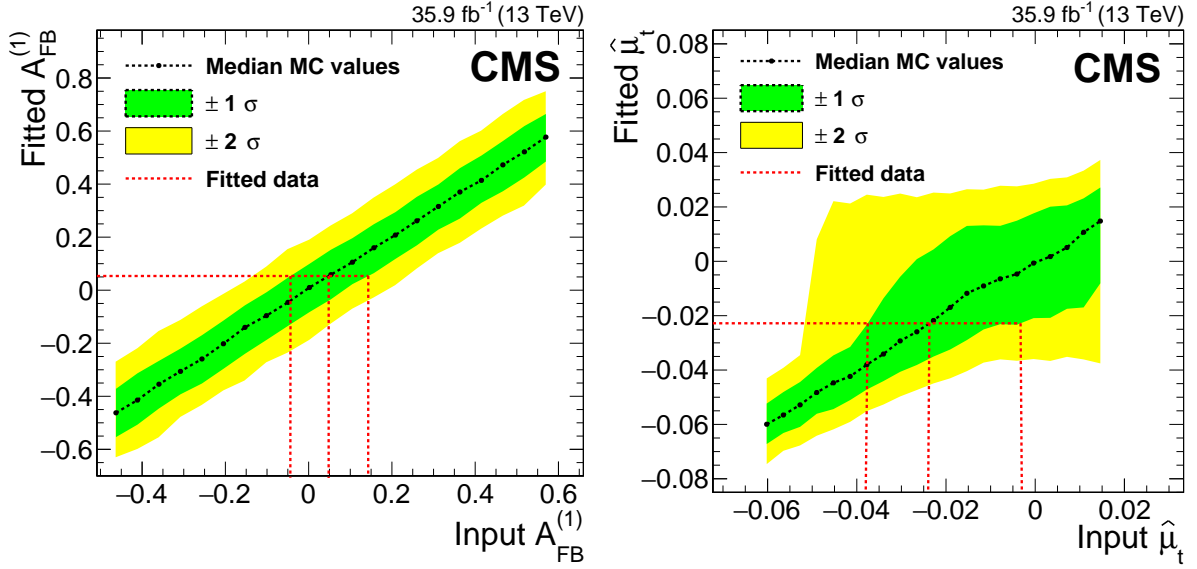 35.9 fb⁻¹ (13 TeV)
Fitted A_FB^(1)
CMS
Median MC values
± 1 σ
± 2 σ
Fitted data
0.8
0.6
0.4
0.2
0
−0.2
−0.4
−0.6
−0.4 −0.2 0 0.2 0.4 0.6
Input A_FB^(1)
35.9 fb⁻¹ (13 TeV)
Fitted μ̂_t
CMS
Median MC values
± 1 σ
± 2 σ
Fitted data
0.08
0.06
0.04
0.02
0
−0.02
−0.04
−0.06
−0.08
−0.06 −0.04 −0.02 0 0.02
Input μ̂_t